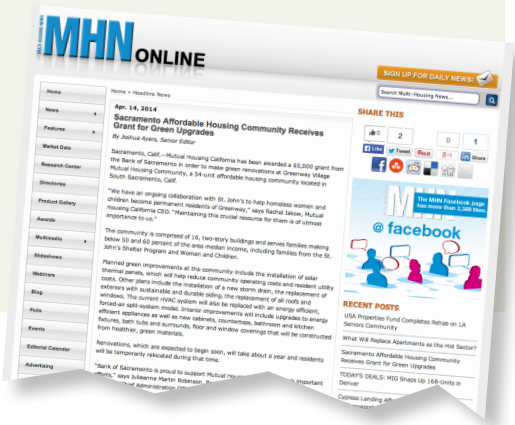 MULTI HOUSING NEWS
MHN ONLINE
SIGN UP FOR DAILY NEWS!
Search Multi-Housing News...
Home
News
Features
Market Data
Research Center
Directories
Product Gallery
Awards
Multimedia
Slideshows
Webinars
Blog
Polls
Events
Editorial Calendar
Advertising
Home » Headline News
Apr. 14, 2014
Sacramento Affordable Housing Community Receives
Grant for Green Upgrades
By Joshua Ayers, Senior Editor
Sacramento, Calif.—Mutual Housing California has been awarded a $5,000 grant from
the Bank of Sacramento in order to make green renovations at Greenway Village
Mutual Housing Community, a 54-unit affordable housing community located in
South Sacramento, Calif.
"We have an ongoing collaboration with St. John's to help homeless women and
children become permanent residents of Greenway," says Rachel Iskow, Mutual
Housing California CEO. "Maintaining this crucial resource for them is of utmost
importance to us."
The community is comprised of 16, two-story buildings and serves families making
below 50 and 60 percent of the area median income, including families from the St.
John's Shelter Program and Women and Children.
Planned green improvements at the community include the installation of solar
thermal panels, which will help reduce community operating costs and resident utility
costs. Other plans include the installation of a new storm drain, the replacement of
exteriors with sustainable and durable siding, the replacement of all roofs and
windows. The current HVAC system will also be replaced with an energy efficient,
forced-air split-system model. Interior improvements will include upgrades to energy
efficient appliances as well as new cabinets, countertops, bathroom and kitchen
fixtures, bath tubs and surrounds, floor and window coverings that will be constructed
from healthier, green materials.
Renovations, which are expected to begin soon, will take about a year and residents
will be temporarily relocated during that time.
"Bank of Sacramento is proud to support Mutual Hous
important
says Julieanne Martin Robinson,
hief Administration
SHARE THIS
0
2
0
1
Like
Tweet
Pin it
+1
Share
The MHN Facebook page
has more than 2,500 likes.
MHN
@ facebook
RECENT POSTS
USA Properties Fund Completes Rehab on LA
Seniors Community
What Will Replace Apartments as the Hot Sector?
Sacramento Affordable Housing Community
Receives Grant for Green Upgrades
TODAY'S DEALS: MIG Snaps Up 168-Units in
Denver
Cypress Landing